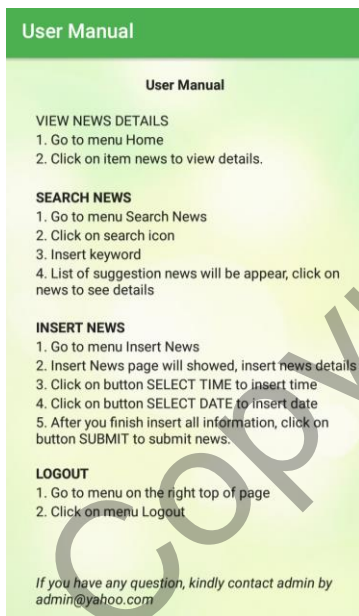 User Manual
User Manual
VIEW NEWS DETAILS
1. Go to menu Home
2. Click on item news to view details.
SEARCH NEWS
1. Go to menu Search News
2. Click on search icon
3. Insert keyword
4. List of suggestion news will be appear, click on
news to see details
INSERT NEWS
1. Go to menu Insert News
2. Insert News page will showed, insert news details
3. Click on button SELECT TIME to insert time
4. Click on button SELECT DATE to insert date
5. After you finish insert all information, click on
button SUBMIT to submit news.
LOGOUT
1. Go to menu on the right top of page
2. Click on menu Logout
If you have any question, kindly contact admin by
admin@yahoo.com